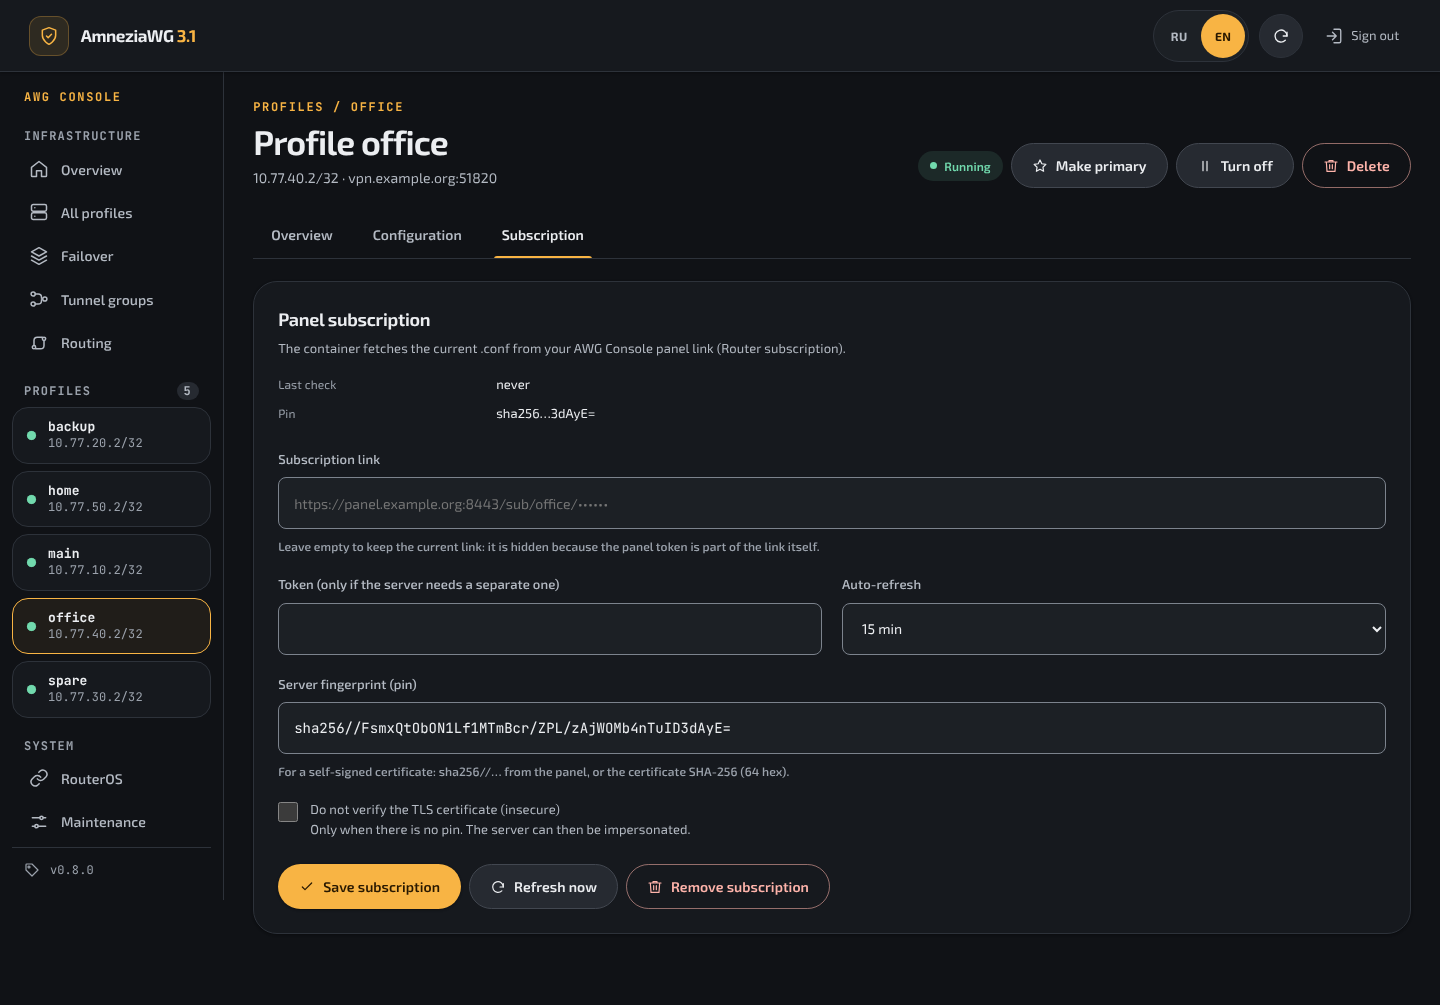 AmneziaWG 3.1
RU
EN
Sign out
AWG CONSOLE
INFRASTRUCTURE
Overview
All profiles
Failover
Tunnel groups
Routing
PROFILES 5
backup
10.77.20.2/32
home
10.77.50.2/32
main
10.77.10.2/32
office
10.77.40.2/32
spare
10.77.30.2/32
SYSTEM
RouterOS
Maintenance
v0.8.0
PROFILES / OFFICE
Profile office
10.77.40.2/32 · vpn.example.org:51820
Running
Make primary
Turn off
Delete
Overview
Configuration
Subscription
Panel subscription
The container fetches the current .conf from your AWG Console panel link (Router subscription).
Last check never
Pin sha256…3dAyE=
Subscription link
https://panel.example.org:8443/sub/office/••••••
Leave empty to keep the current link: it is hidden because the panel token is part of the link itself.
Token (only if the server needs a separate one)
Auto-refresh
15 min
Server fingerprint (pin)
sha256//FsmxQtObON1Lf1MTmBcr/ZPL/zAjWOMb4nTuID3dAyE=
For a self-signed certificate: sha256//… from the panel, or the certificate SHA-256 (64 hex).
Do not verify the TLS certificate (insecure)
Only when there is no pin. The server can then be impersonated.
Save subscription
Refresh now
Remove subscription